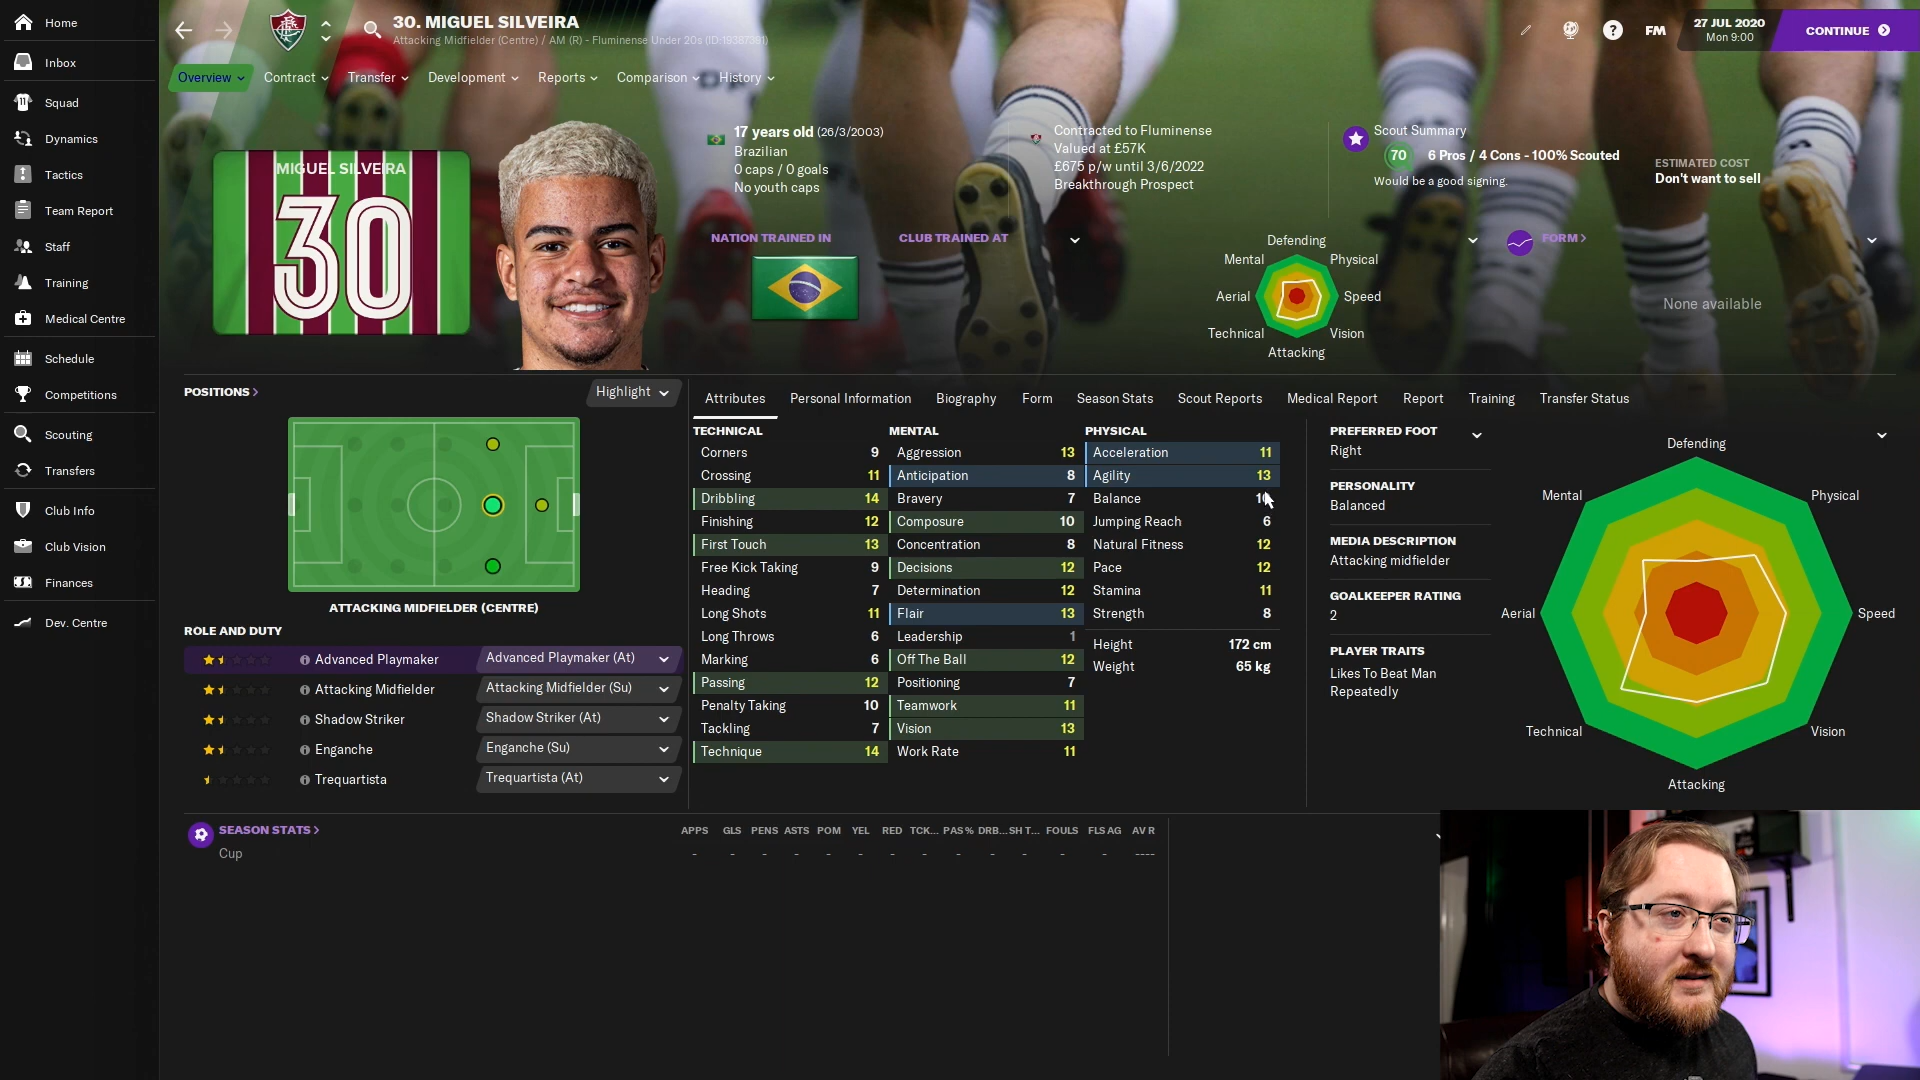 Home
Inbox
Squad
Dynamics
Tactics
Team Report
Staff
Training
Medical Centre
Schedule
Competitions
Scouting
Transfers
Club Info
Club Vision
Finances
Dev. Centre
30. MIGUEL SILVEIRA
Attacking Midfielder (Centre) / AM (R) - Fluminense Under 20s
?
FM
27 JUL 2020
Mon 9:00
CONTINUE
Overview
Contract
Transfer
Development
Reports
Comparison
History
MIGUEL SILVEIRA
30
17 years old (26/3/2003)
Brazilian
0 caps / 0 goals
No youth caps
Contracted to Fluminense
Valued at £57K
£675 p/w until 3/6/2022
Breakthrough Prospect
Scout Summary
70 6 Pros / 4 Cons - 100% Scouted
Would be a good signing.
ESTIMATED COST
Don't want to sell
NATION TRAINED IN
CLUB TRAINED AT
Defending
Mental Physical
Aerial Speed
Technical Vision
Attacking
FORM >
None available
POSITIONS >
Highlight
ATTACKING MIDFIELDER (CENTRE)
ROLE AND DUTY
Advanced Playmaker Advanced Playmaker (At)
Attacking Midfielder Attacking Midfielder (Su)
Shadow Striker Shadow Striker (At)
Enganche Enganche (Su)
Trequartista Trequartista (At)
Attributes Personal Information Biography Form Season Stats Scout Reports Medical Report Report Training Transfer Status
TECHNICAL
Corners 9
Crossing 11
Dribbling 14
Finishing 12
First Touch 13
Free Kick Taking 9
Heading 7
Long Shots 11
Long Throws 6
Marking 6
Passing 12
Penalty Taking 10
Tackling 7
Technique 14
MENTAL
Aggression 13
Anticipation 8
Bravery 7
Composure 10
Concentration 8
Decisions 12
Determination 12
Flair 13
Leadership 1
Off The Ball 12
Positioning 7
Teamwork 11
Vision 13
Work Rate 11
PHYSICAL
Acceleration 11
Agility 13
Balance
Jumping Reach 6
Natural Fitness 12
Pace 12
Stamina 11
Strength 8
Height 172 cm
Weight 65 kg
PREFERRED FOOT
Right
PERSONALITY
Balanced
MEDIA DESCRIPTION
Attacking midfielder
GOALKEEPER RATING
2
PLAYER TRAITS
Likes To Beat Man
Repeatedly
Defending
Mental Physical
Aerial Speed
Technical Vision
Attacking
SEASON STATS > APPS GLS PENS ASTS POM YEL RED TCK... PAS % DRB... SH T... FOULS FLS AG AV R
Cup - - - - - - - - - - - - - ----